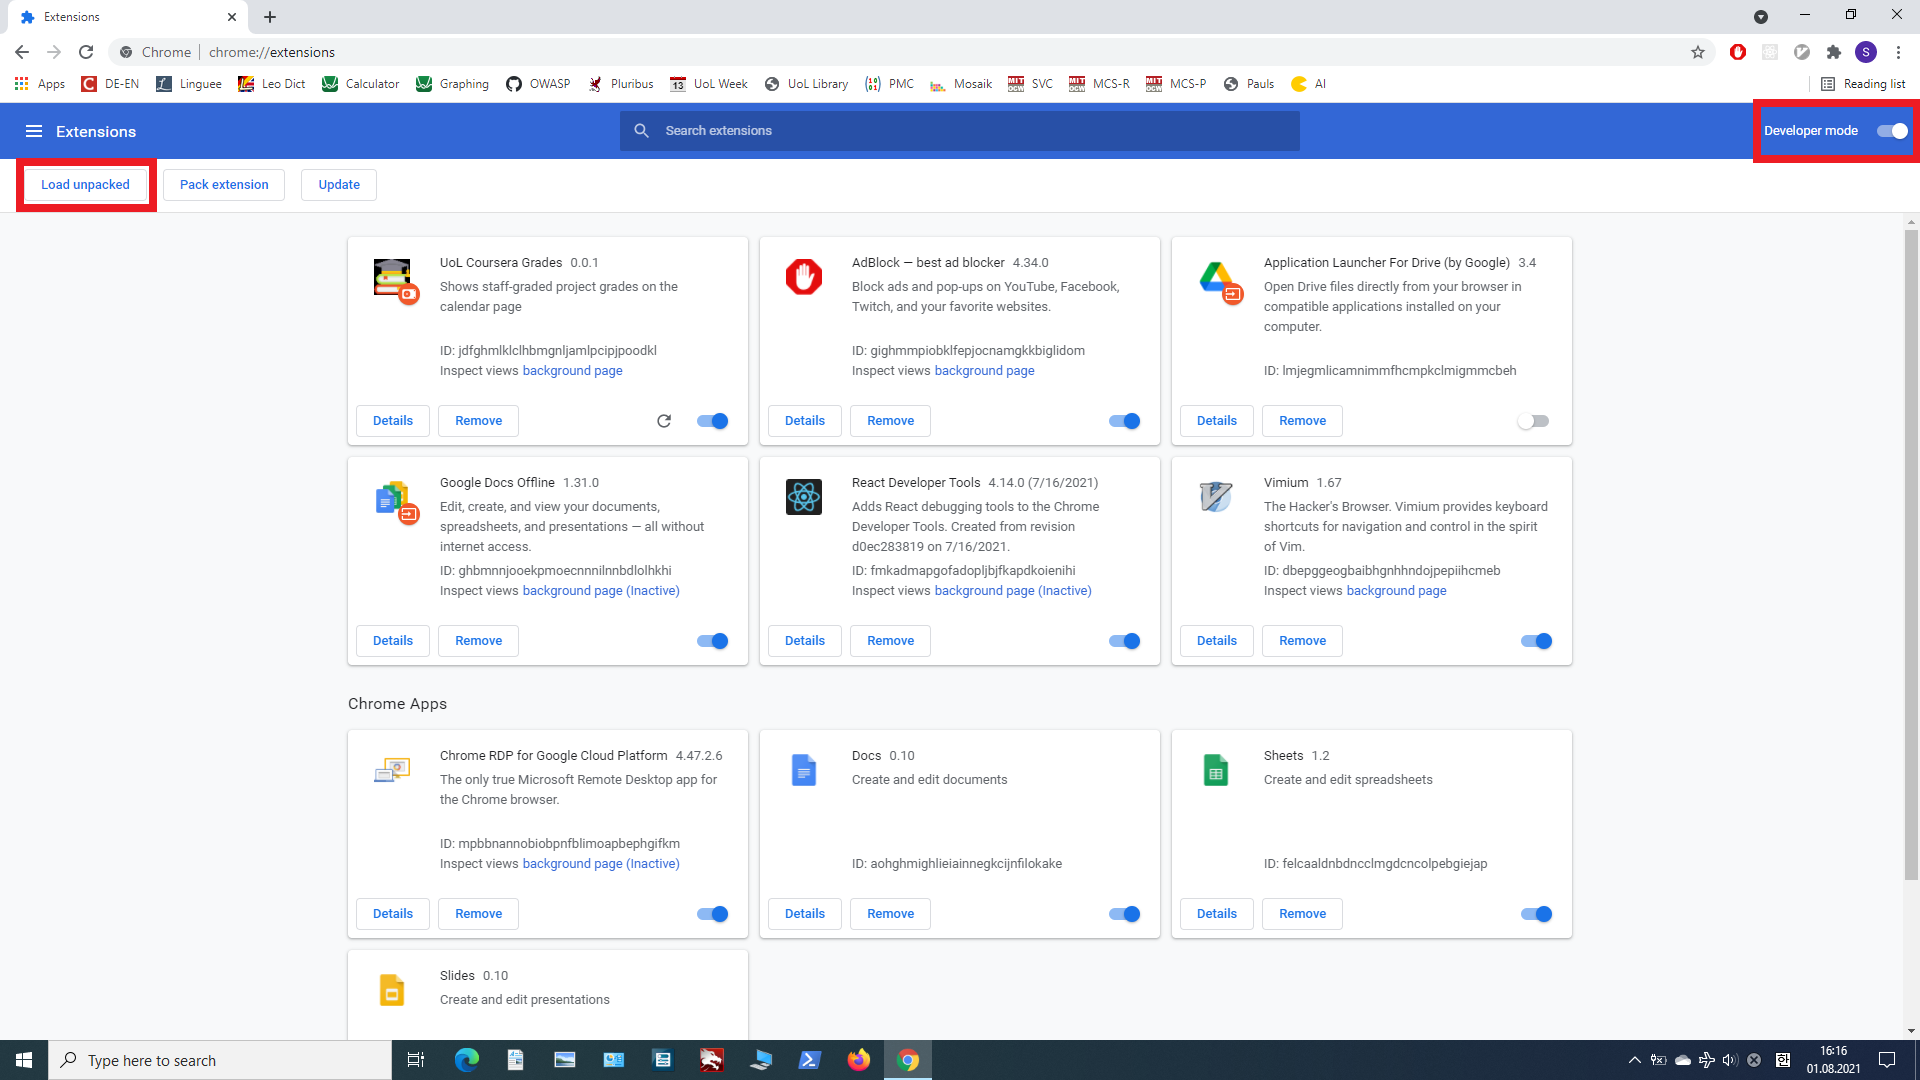 Extensions
Chrome
chrome://extensions
S
Apps
DE-EN
Linguee
Leo Dict
Calculator
Graphing
OWASP
Pluribus
13
UoL Week
UoL Library
PMC
Mosaik
SVC
MCS-R
MCS-P
Pauls
AI
Reading list
Extensions
Search extensions
Developer mode
Load unpacked
Pack extension
Update
UoL Coursera Grades 0.0.1
Shows staff-graded project grades on the
calendar page
ID: jdfghmlklclhbmgnljamlpcipjpoodkl
Inspect views background page
Details
Remove
AdBlock — best ad blocker 4.34.0
Block ads and pop-ups on YouTube, Facebook,
Twitch, and your favorite websites.
ID: gighmmpiobklfepjocnamgkkbiglidom
Inspect views background page
Details
Remove
Application Launcher For Drive (by Google) 3.4
Open Drive files directly from your browser in
compatible applications installed on your
computer.
ID: lmjegmlicamnimmfhcmpkclmigmmcbeh
Details
Remove
Google Docs Offline 1.31.0
Edit, create, and view your documents,
spreadsheets, and presentations — all without
internet access.
ID: ghbmnnjooekpmoecnnnilnnbdlolhkhi
Inspect views background page (Inactive)
Details
Remove
React Developer Tools 4.14.0 (7/16/2021)
Adds React debugging tools to the Chrome
Developer Tools. Created from revision
d0ec283819 on 7/16/2021.
ID: fmkadmapgofadopljbjfkapdkoienihi
Inspect views background page (Inactive)
Details
Remove
Vimium 1.67
The Hacker's Browser. Vimium provides keyboard
shortcuts for navigation and control in the spirit
of Vim.
ID: dbepggeogbaibhgnhhndojpepiihcmeb
Inspect views background page
Details
Remove
Chrome Apps
Chrome RDP for Google Cloud Platform 4.47.2.6
The only true Microsoft Remote Desktop app for
the Chrome browser.
ID: mpbbnannobiobpnfblimoapbephgifkm
Inspect views background page (Inactive)
Details
Remove
Docs 0.10
Create and edit documents
ID: aohghmighlieiainnegkcijnfilokake
Details
Remove
Sheets 1.2
Create and edit spreadsheets
ID: felcaaldnbdncclmgdcncolpebgiejap
Details
Remove
Slides 0.10
Create and edit presentations
Type here to search
16:16
01.08.2021